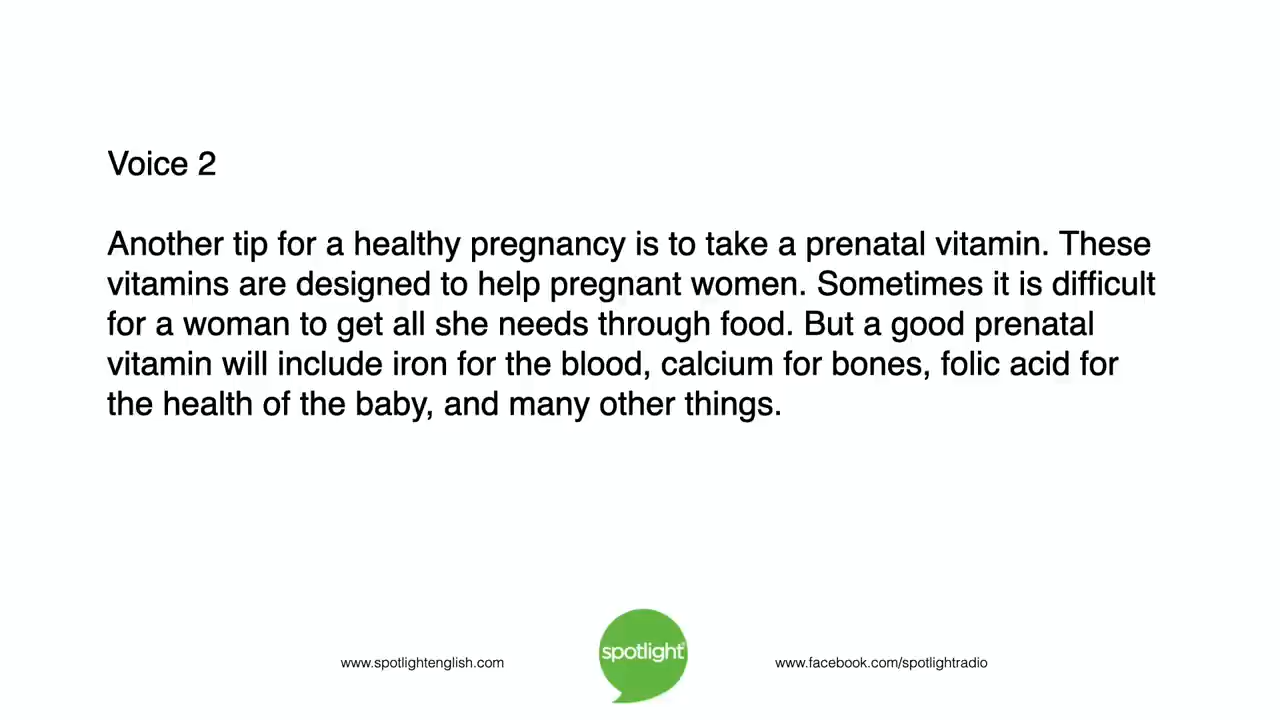 Voice 2
Another tip for a healthy pregnancy is to take a prenatal vitamin. These
vitamins are designed to help pregnant women. Sometimes it is difficult
for a woman to get all she needs through food. But a good prenatal
vitamin will include iron for the blood, calcium for bones, folic acid for
the health of the baby, and many other things.
www.spotlightenglish.com
spotlight
www.facebook.com/spotlightradio